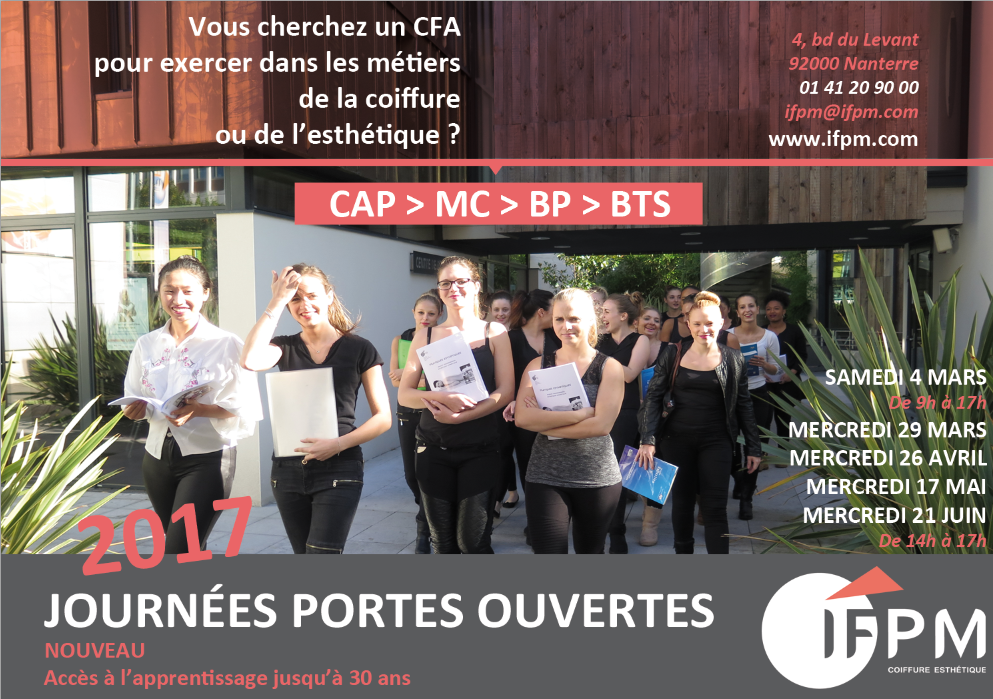 Vous cherchez un CFA
pour exercer dans les métiers
de la coiffure
ou de l'esthétique ?
4, bd du Levant
92000 Nanterre
01 41 20 90 00
ifpm@ifpm.com
www.ifpm.com
CAP > MC > BP > BTS
SAMEDI 4 MARS
De 9h à 17h
MERCREDI 29 MARS
MERCREDI 26 AVRIL
MERCREDI 17 MAI
MERCREDI 21 JUIN
De 14h à 17h
2017
JOURNÉES PORTES OUVERTES
NOUVEAU
Accès à l'apprentissage jusqu'à 30 ans
IFPM
COIFFURE ESTHÉTIQUE